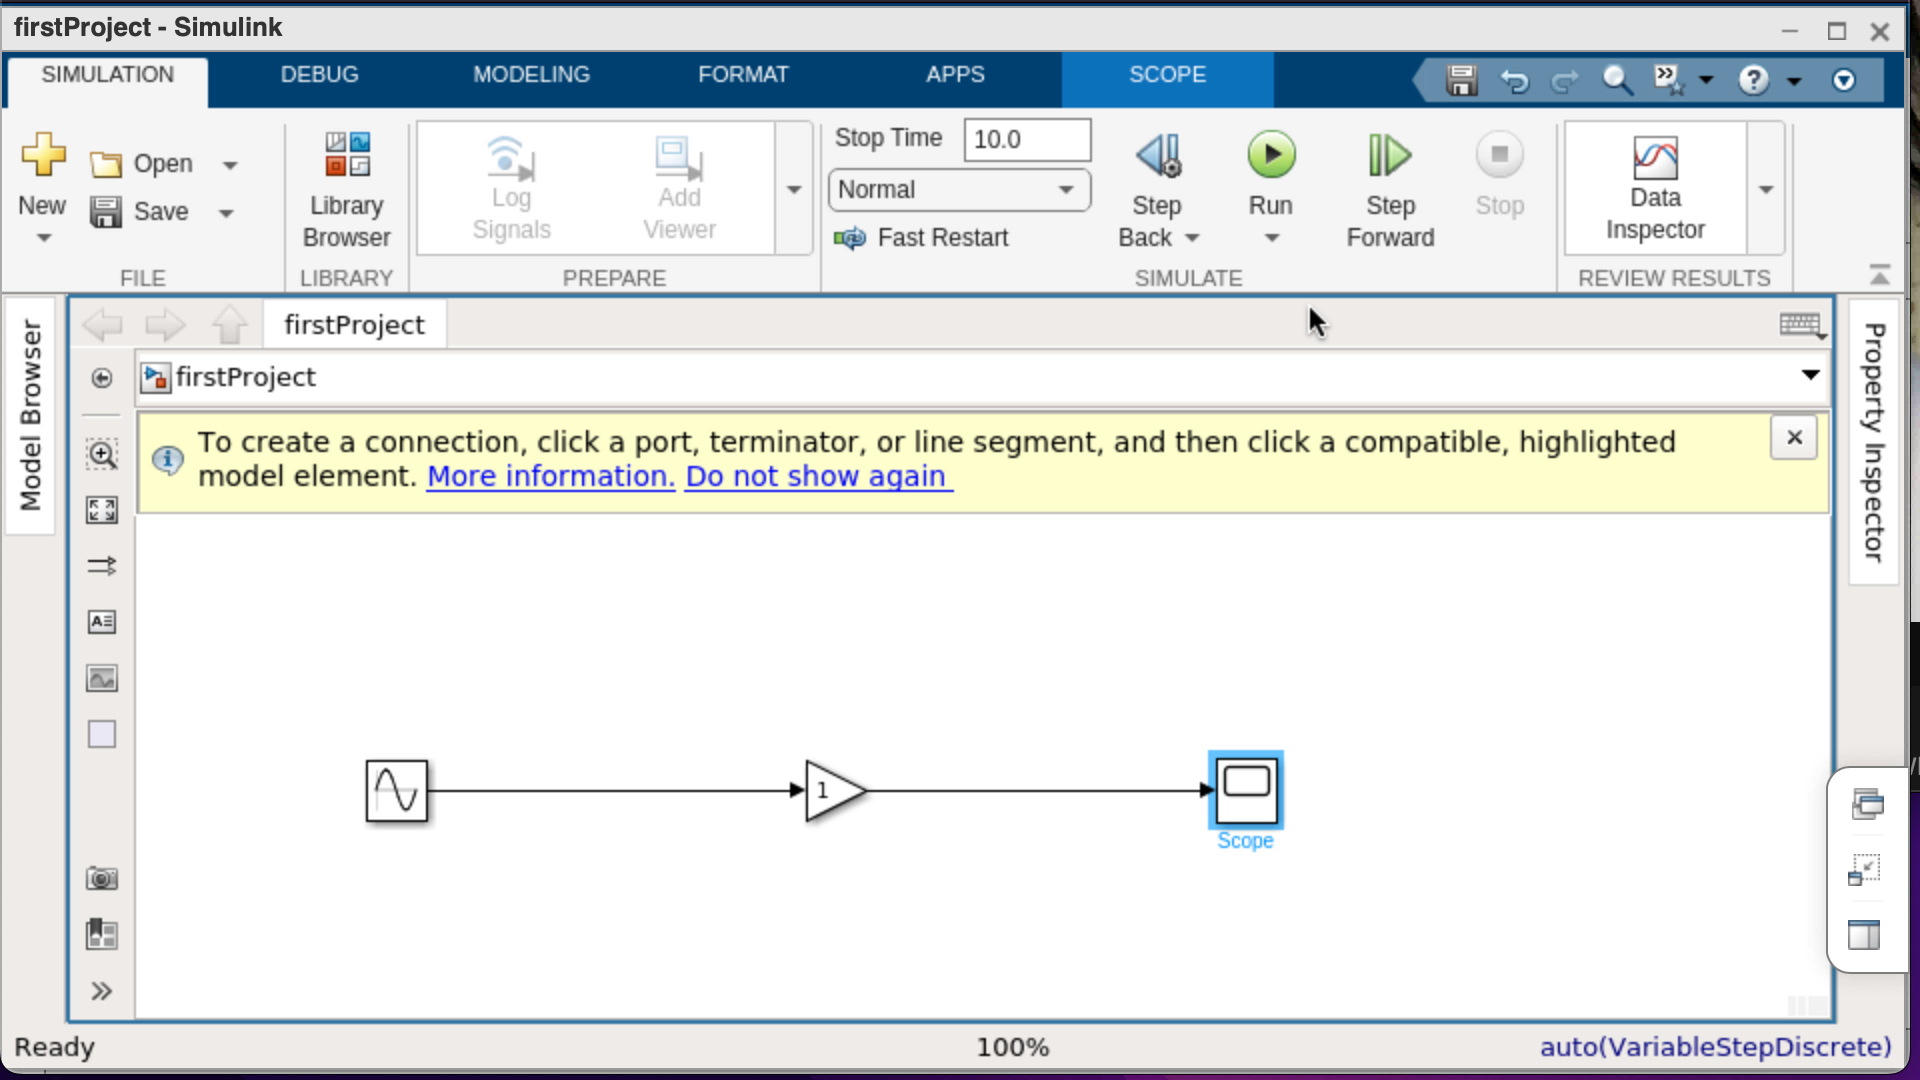 firstProject - Simulink
SIMULATION DEBUG MODELING FORMAT APPS SCOPE
New
Open
Save
FILE
Library
Browser
LIBRARY
Log
Signals
Add
Viewer
PREPARE
Stop Time 10.0
Normal
Fast Restart
Step
Back
Run
Step
Forward
Stop
SIMULATE
Data
Inspector
REVIEW RESULTS
Model Browser
firstProject
firstProject
To create a connection, click a port, terminator, or line segment, and then click a compatible, highlighted
model element. More information. Do not show again
Property Inspector
1
Scope
Ready 100% auto(VariableStepDiscrete)